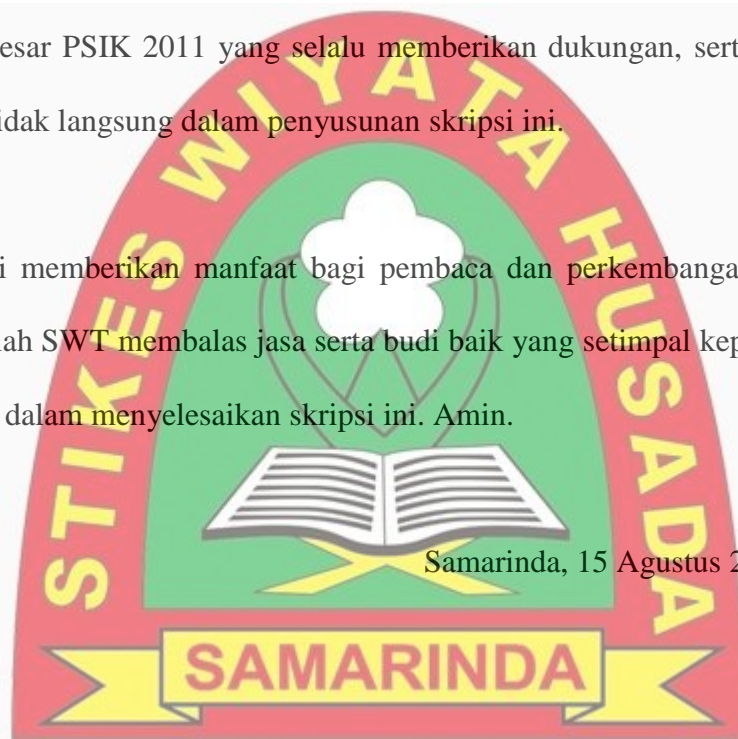 esar PSIK 2011 yang selalu memberikan dukungan, sert
idak langsung dalam penyusunan skripsi ini.
i memberikan manfaat bagi pembaca dan perkembanga
lah SWT membalas jasa serta budi baik yang setimpal kep
dalam menyelesaikan skripsi ini. Amin.
Samarinda, 15 Agustus 2
STIKES WIYATA HUSADA
SAMARINDA